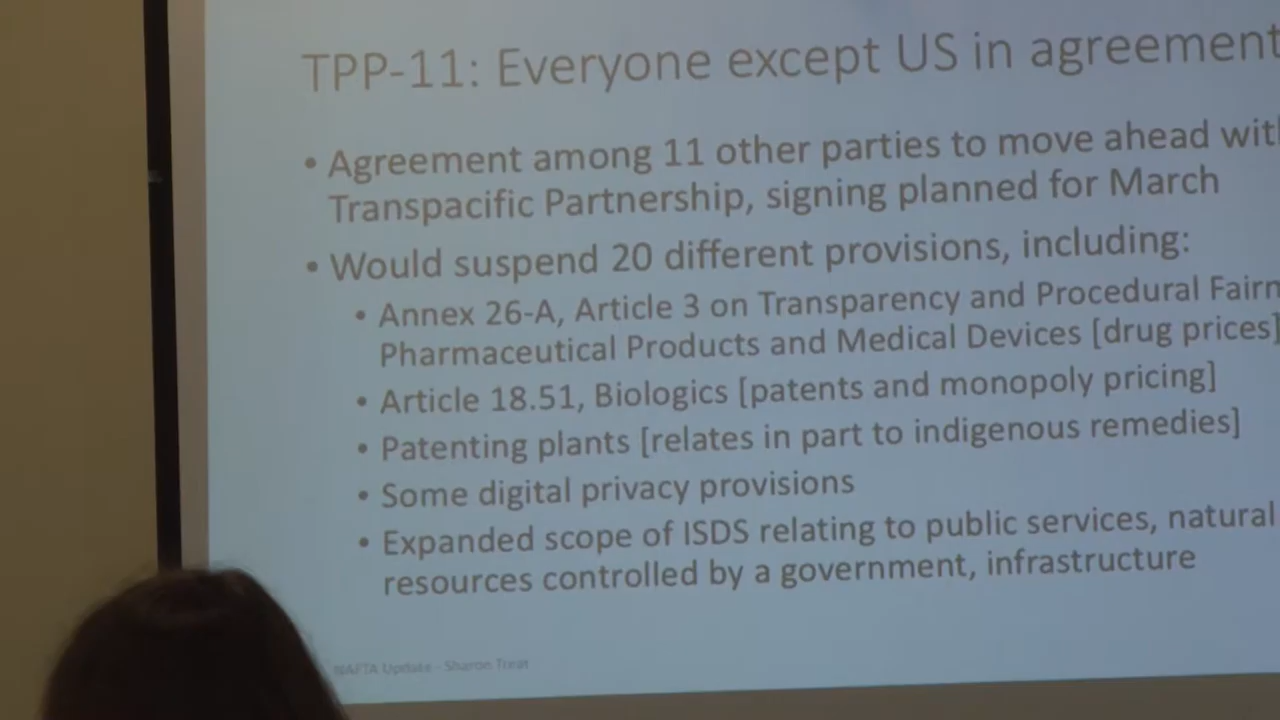 TPP-11: Everyone except US in agreement
• Agreement among 11 other parties to move ahead
Transpacific Partnership, signing planned for March
• Would suspend 20 different provisions, including:
• Annex 26-A, Article 3 on Transparency and Procedural
Pharmaceutical Products and Medical Devices [drug prices]
• Article 18.51, Biologics [patents and monopoly pricing]
• Patenting plants [relates in part to indigenous remedies]
• Some digital privacy provisions
• Expanded scope of ISDS relating to public services, natural
resources controlled by a government, infrastructure
NAFTA Update - Sharon Treat